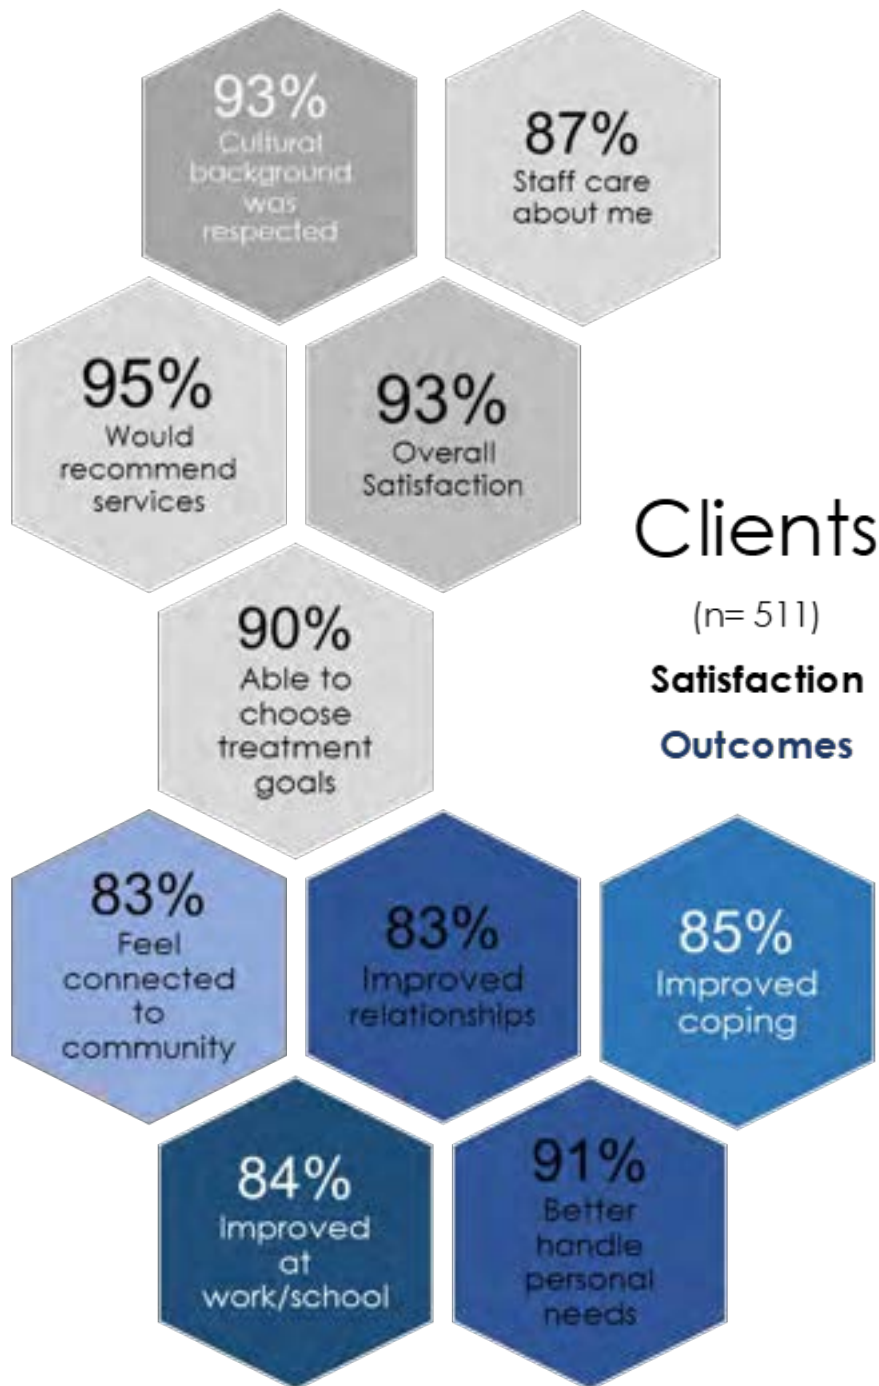 93%
Cultural
background
was
respected
87%
Staff care
about me
95%
Would
recommend
services
93%
Overall
Satisfaction
Clients
(n= 511)
Satisfaction
Outcomes
90%
Able to
choose
treatment
goals
83%
Feel
connected
to
community
83%
Improved
relationships
85%
Improved
coping
84%
Improved
at
work/school
91%
Better
handle
personal
needs